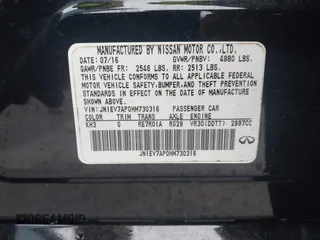 MANUFACTURED BY NISSAN MOTOR CO.,LTD.
DATE: 07/16 GVWR/PNBV: 4980 LBS.
GAWR/PNBE FR: 2548 LBS. RR: 2513 LBS.
THIS VEHICLE CONFORMS TO ALL APPLICABLE FEDERAL
MOTOR VEHICLE SAFETY,BUMPER,AND THEFT
PREVENTION STANDARDS IN EFFECT ON THE DATE OF
MANUFACTURE SHOWN ABOVE.
: JN1EV7AP0HM730316 PASSENGER CAR
COLOR TRIM TRANS AXLE ENGINE
KH3 G RE7R01A RG28 VR30(DDTT) 2997CC
JN1EV7AP0HM730316